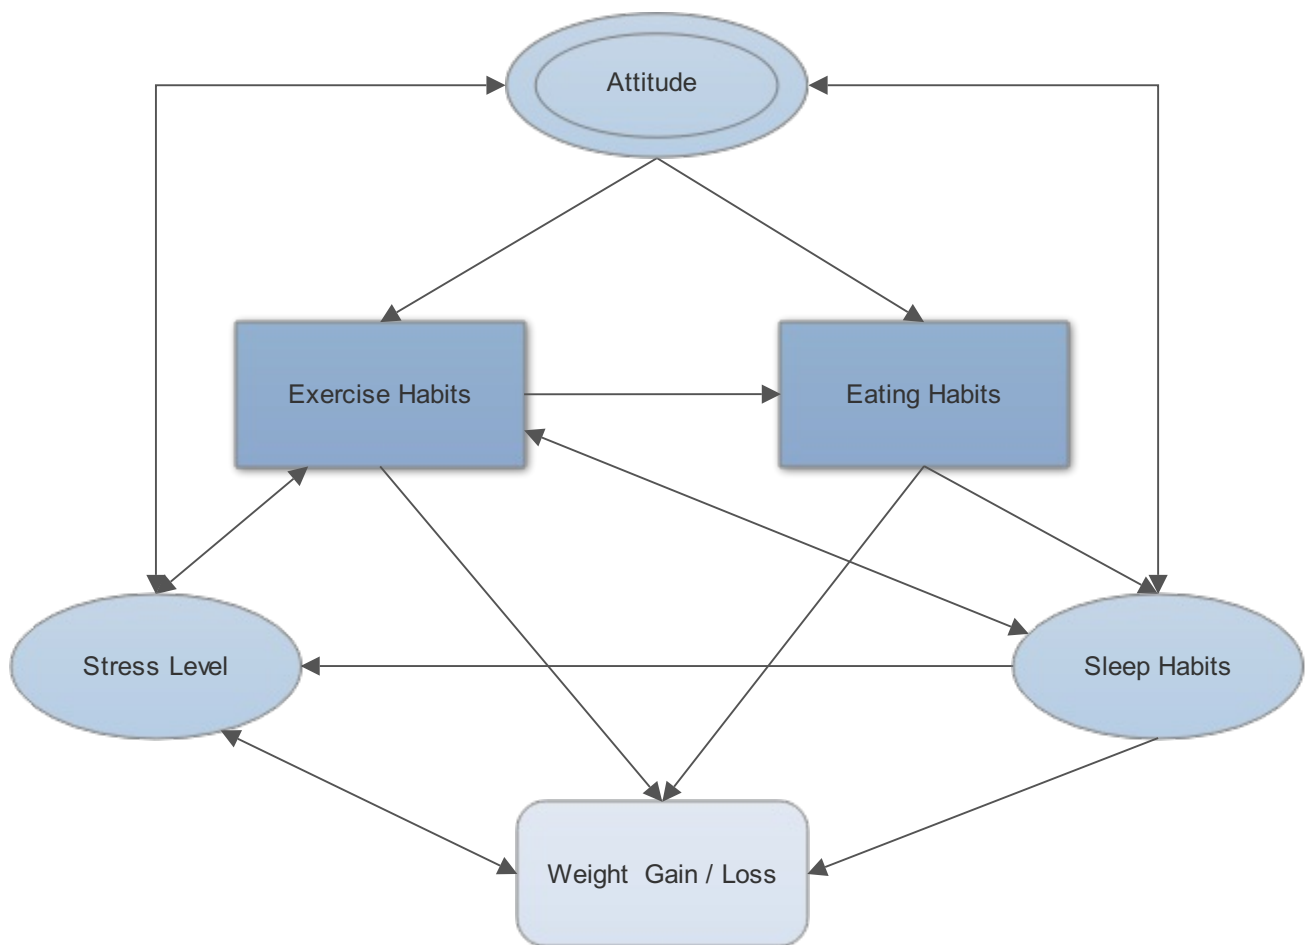 Attitude
Exercise Habits
Eating Habits
Stress Level
Sleep Habits
Weight Gain / Loss